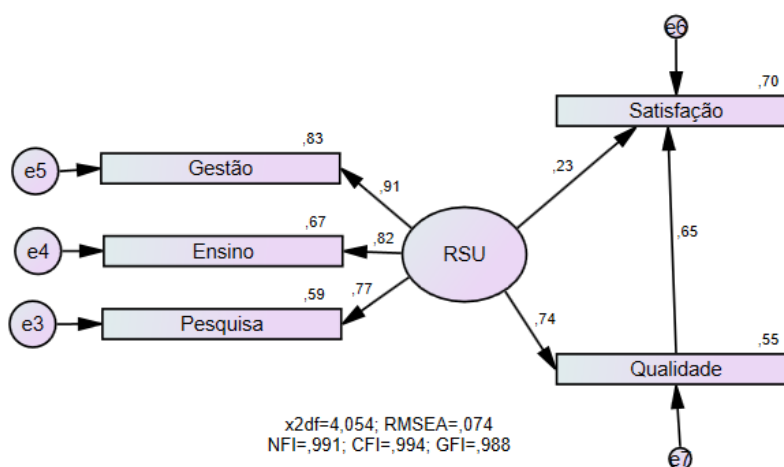 e6
,70
Satisfação
,83
e5
Gestão
,91
,23
,67
e4
Ensino
,82
RSU
,65
,59
e3
Pesquisa
,77
,74
,55
Qualidade
x2df=4,054; RMSEA=,074
NFI=,991; CFI=,994; GFI=,988
e7